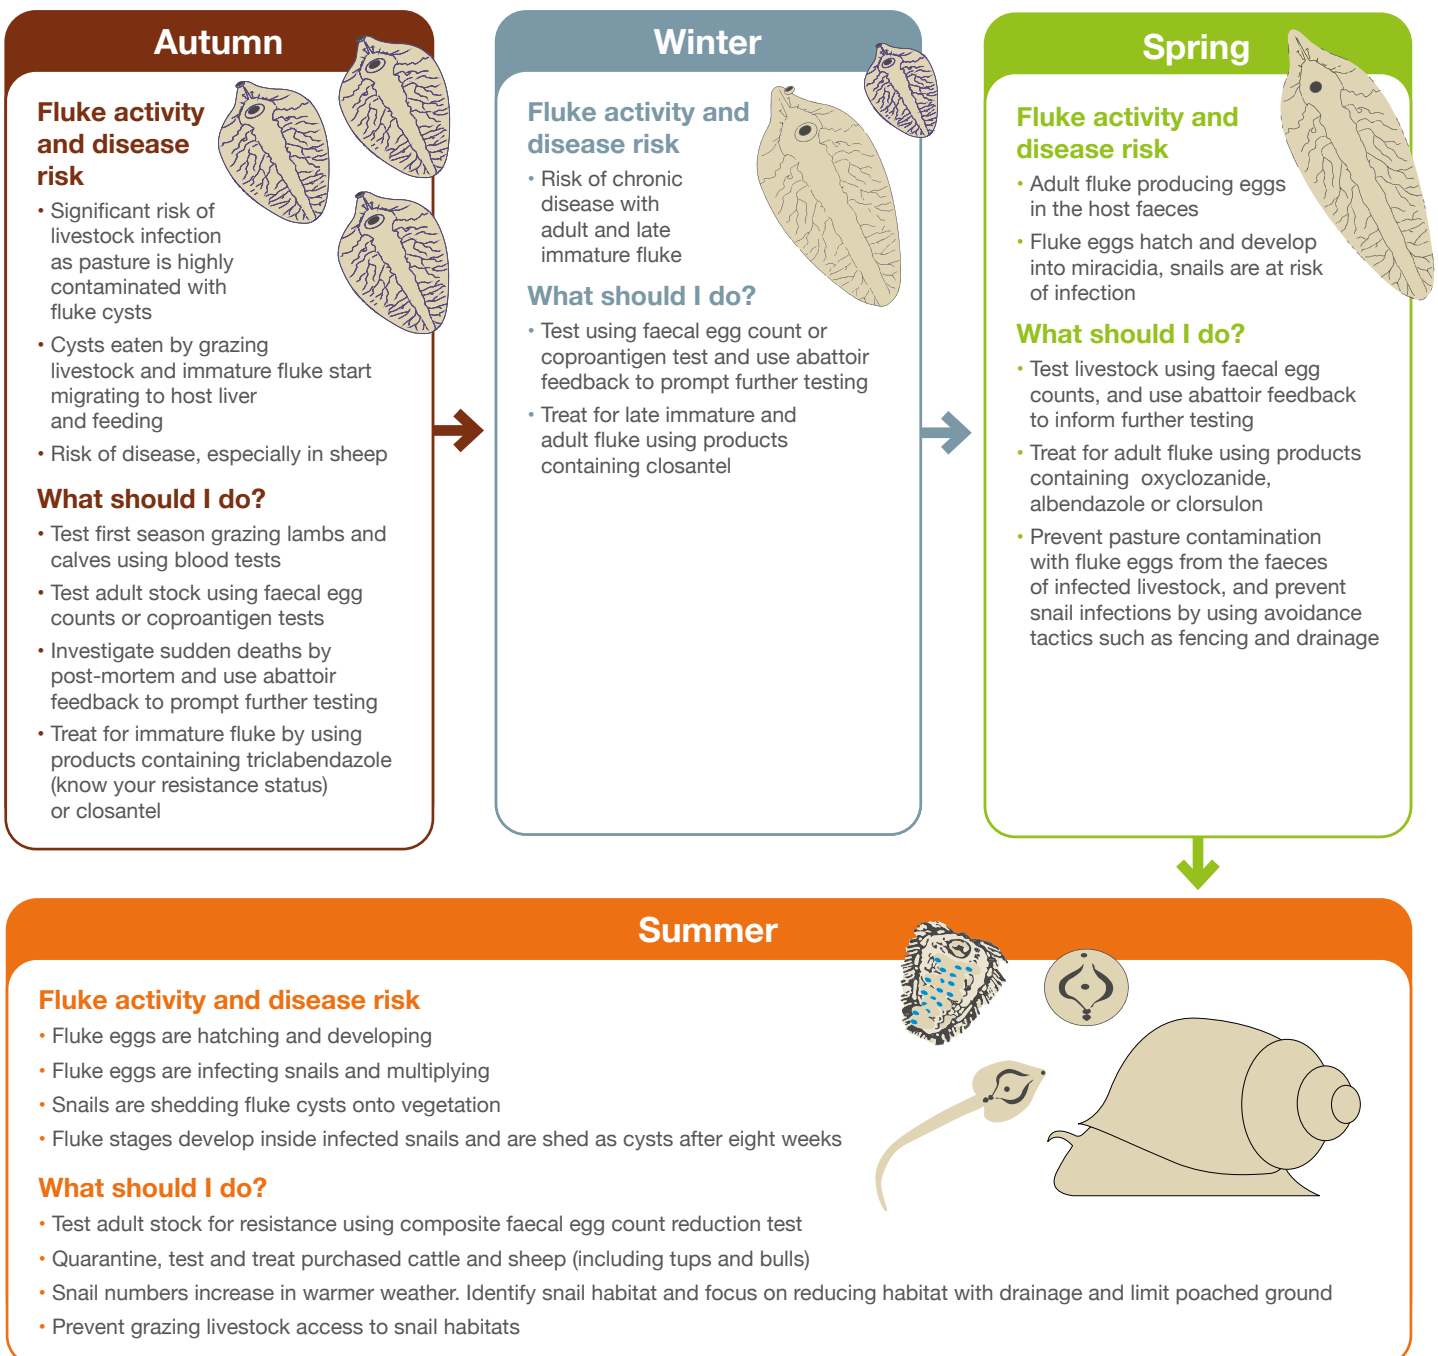 Autumn
Fluke activity
and disease
risk
• Significant risk of
livestock infection
as pasture is highly
contaminated with
fluke cysts
• Cysts eaten by grazing
livestock and immature fluke start
migrating to host liver
and feeding
• Risk of disease, especially in sheep
What should I do?
• Test first season grazing lambs and
calves using blood tests
• Test adult stock using faecal egg
counts or coproantigen tests
• Investigate sudden deaths by
post-mortem and use abattoir
feedback to prompt further testing
• Treat for immature fluke by using
products containing triclabendazole
(know your resistance status)
or closantel
Winter
Fluke activity and
disease risk
• Risk of chronic
disease with
adult and late
immature fluke
What should I do?
• Test using faecal egg count or
coproantigen test and use abattoir
feedback to prompt further testing
• Treat for late immature and
adult fluke using products
containing closantel
Spring
Fluke activity and
disease risk
• Adult fluke producing eggs
in the host faeces
• Fluke eggs hatch and develop
into miracidia, snails are at risk
of infection
What should I do?
• Test livestock using faecal egg
counts, and use abattoir feedback
to inform further testing
• Treat for adult fluke using products
containing oxyclozanide,
albendazole or clorsulon
• Prevent pasture contamination
with fluke eggs from the faeces
of infected livestock, and prevent
snail infections by using avoidance
tactics such as fencing and drainage
Summer
Fluke activity and disease risk
• Fluke eggs are hatching and developing
• Fluke eggs are infecting snails and multiplying
• Snails are shedding fluke cysts onto vegetation
• Fluke stages develop inside infected snails and are shed as cysts after eight weeks
What should I do?
• Test adult stock for resistance using composite faecal egg count reduction test
• Quarantine, test and treat purchased cattle and sheep (including tups and bulls)
• Snail numbers increase in warmer weather. Identify snail habitat and focus on reducing habitat with drainage and limit poached ground
• Prevent grazing livestock access to snail habitats